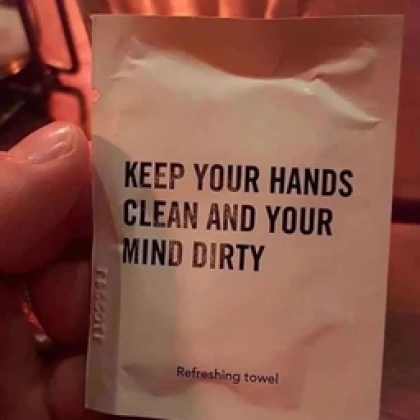 KEEP YOUR HANDS
CLEAN AND YOUR
MIND DIRTY
Refreshing towel